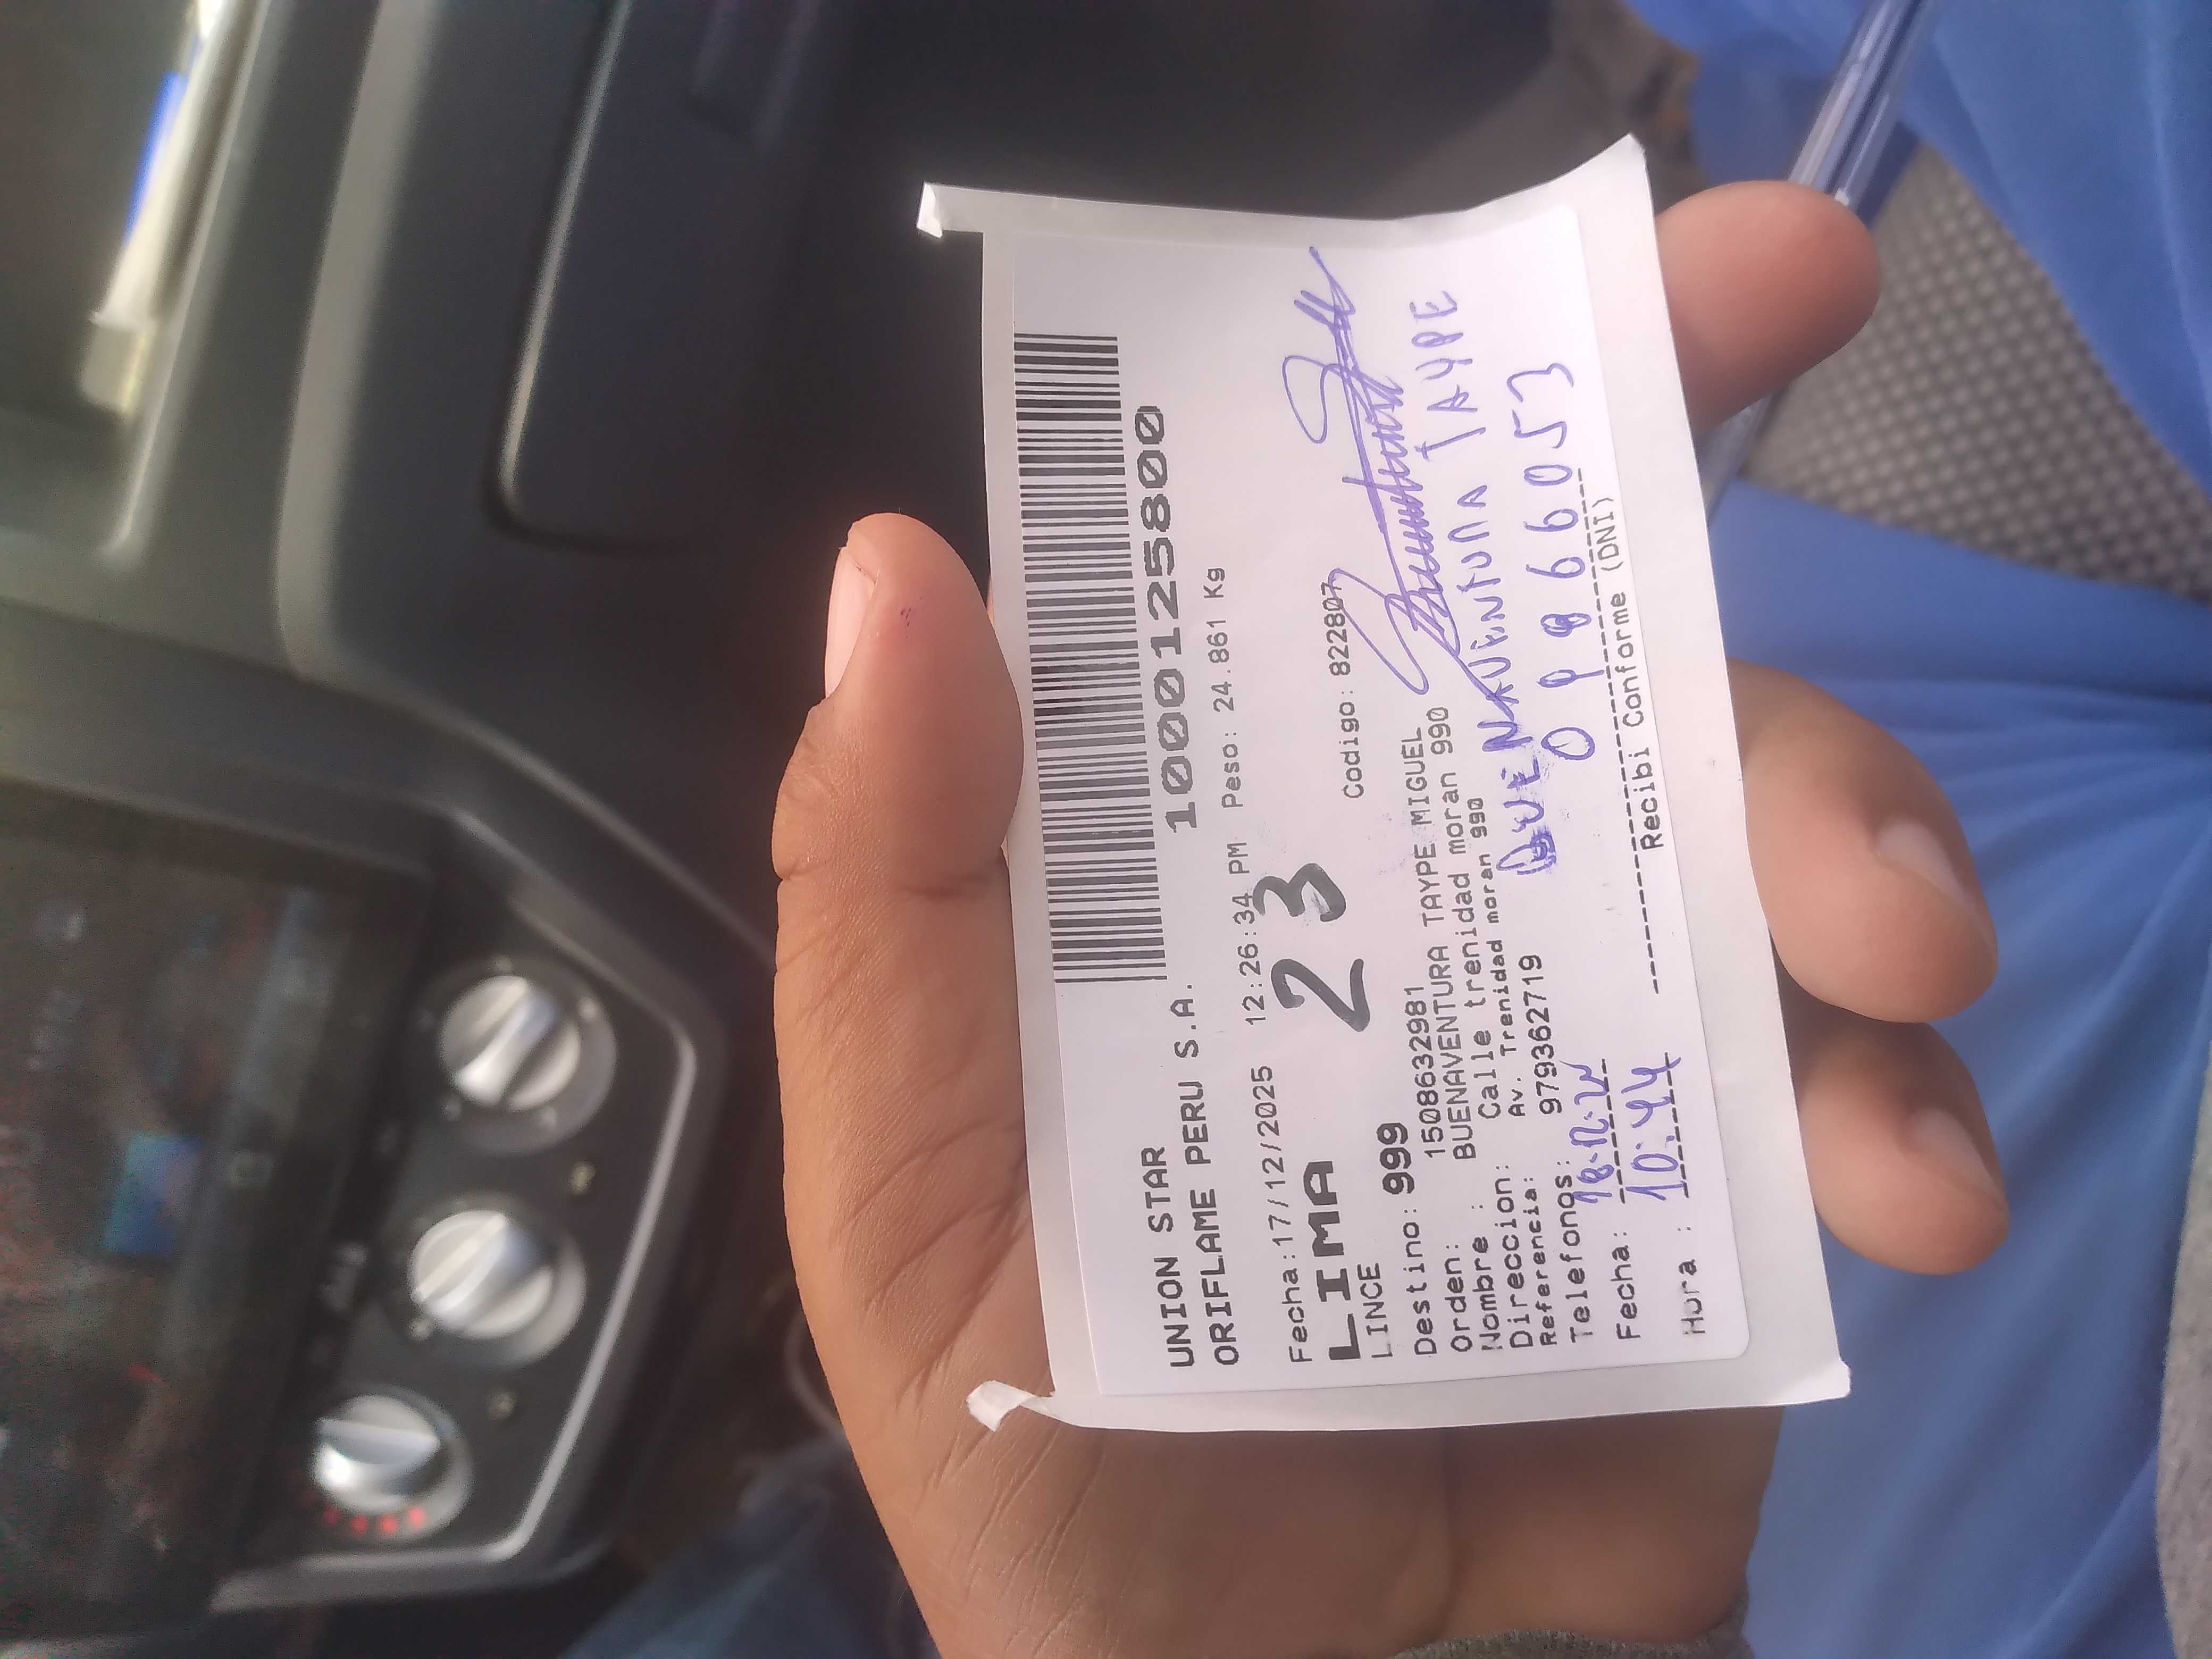 UNION STAR
ORIFLAME PERU S.A.
1000125800
Fecha:17/12/2025 12:26:34 PM Peso: 24.861 Kg
LIMA 23
LINCE Codigo: 822807
Destino: 999
Orden: 1508632981
Nombre : BUENAVENTURA TAYPE MIGUEL
Direccion: Calle trenidad moran 990
Referencia: Av. Trenidad moran 990
Telefonos: 979362719
BUENAVENTURA TAYPE
09866053
Fecha: 18.12.25
Hora : 10:44
Recibi Conforme (DNI)